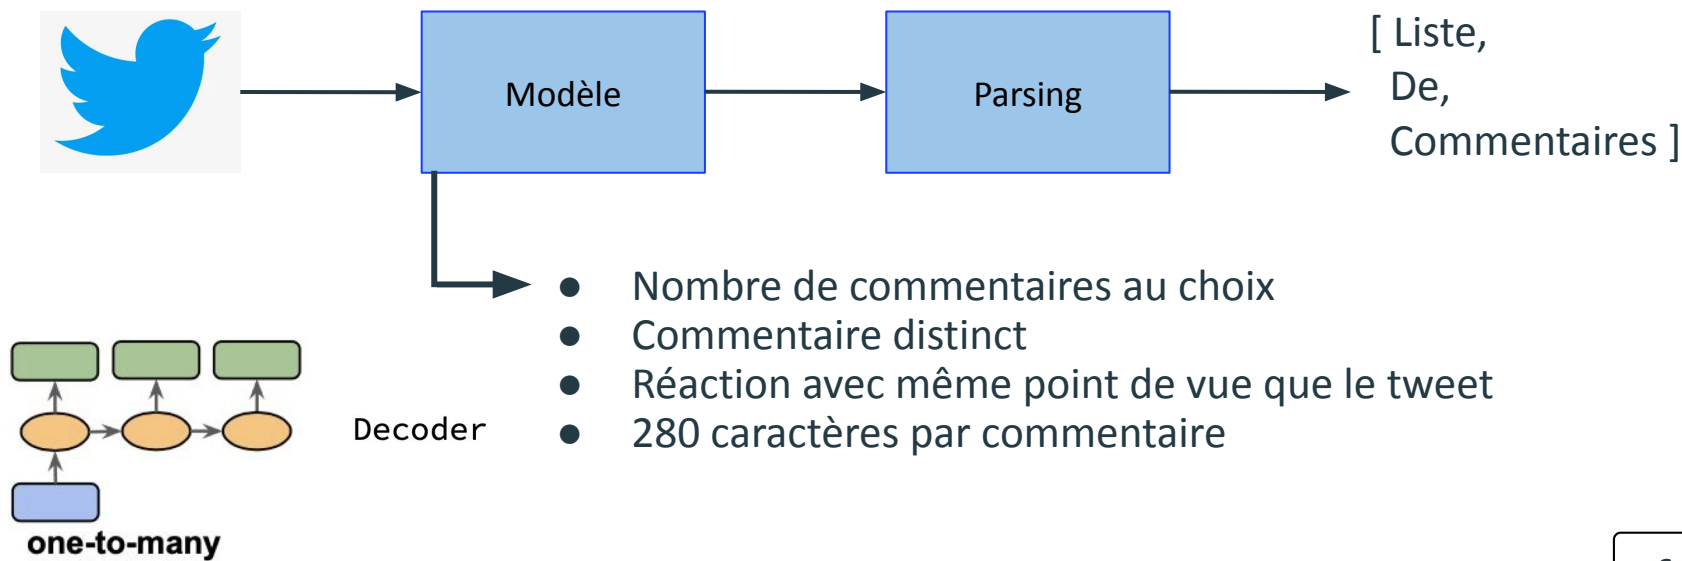 Modèle
Parsing
[ Liste,
De,
Commentaires ]
● Nombre de commentaires au choix
● Commentaire distinct
● Réaction avec même point de vue que le tweet
● 280 caractères par commentaire
Decoder
one-to-many